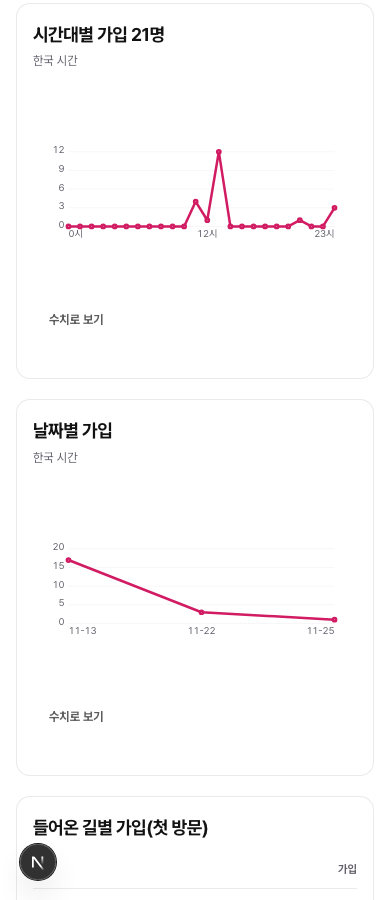 시간대별 가입 21명
한국 시간
12
9
6
3
0
0시 12시 23시
수치로 보기
날짜별 가입
한국 시간
20
15
10
5
0
11-13 11-22 11-25
수치로 보기
들어온 길별 가입(첫 방문)
N
가입